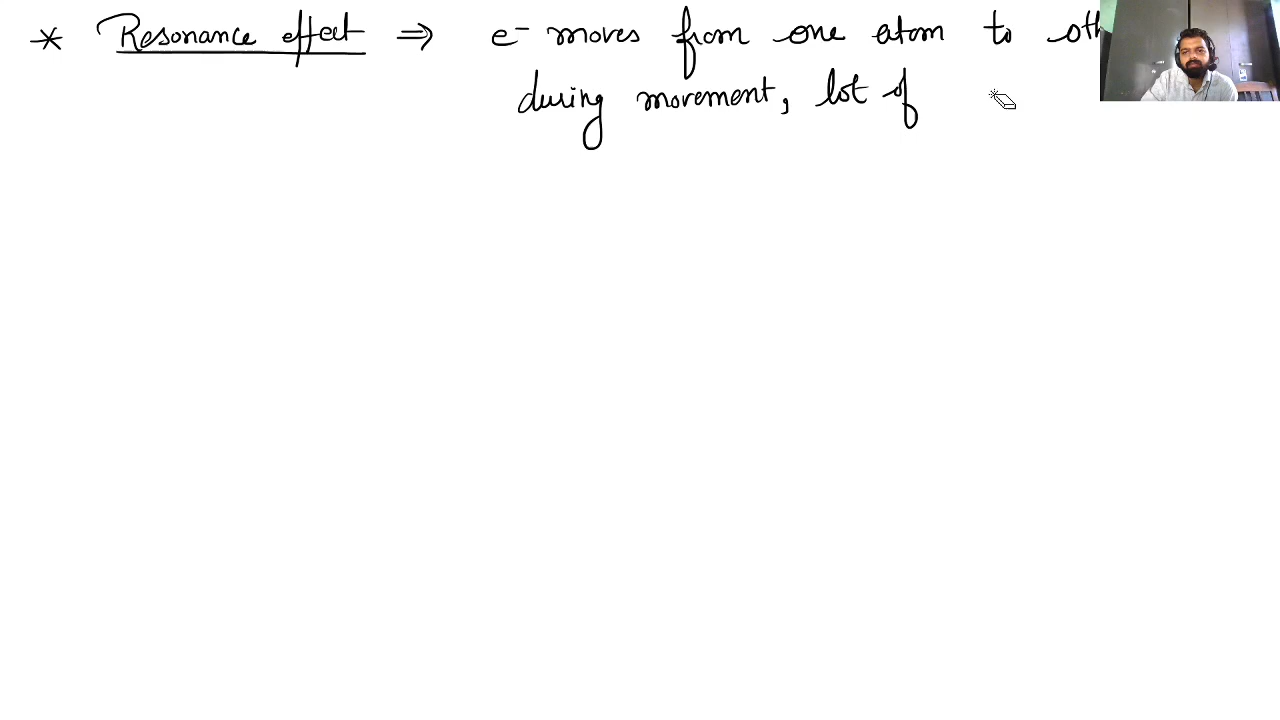 * Resonance effect ⇒ e⁻ moves from one atom to oth
during movement, lot of